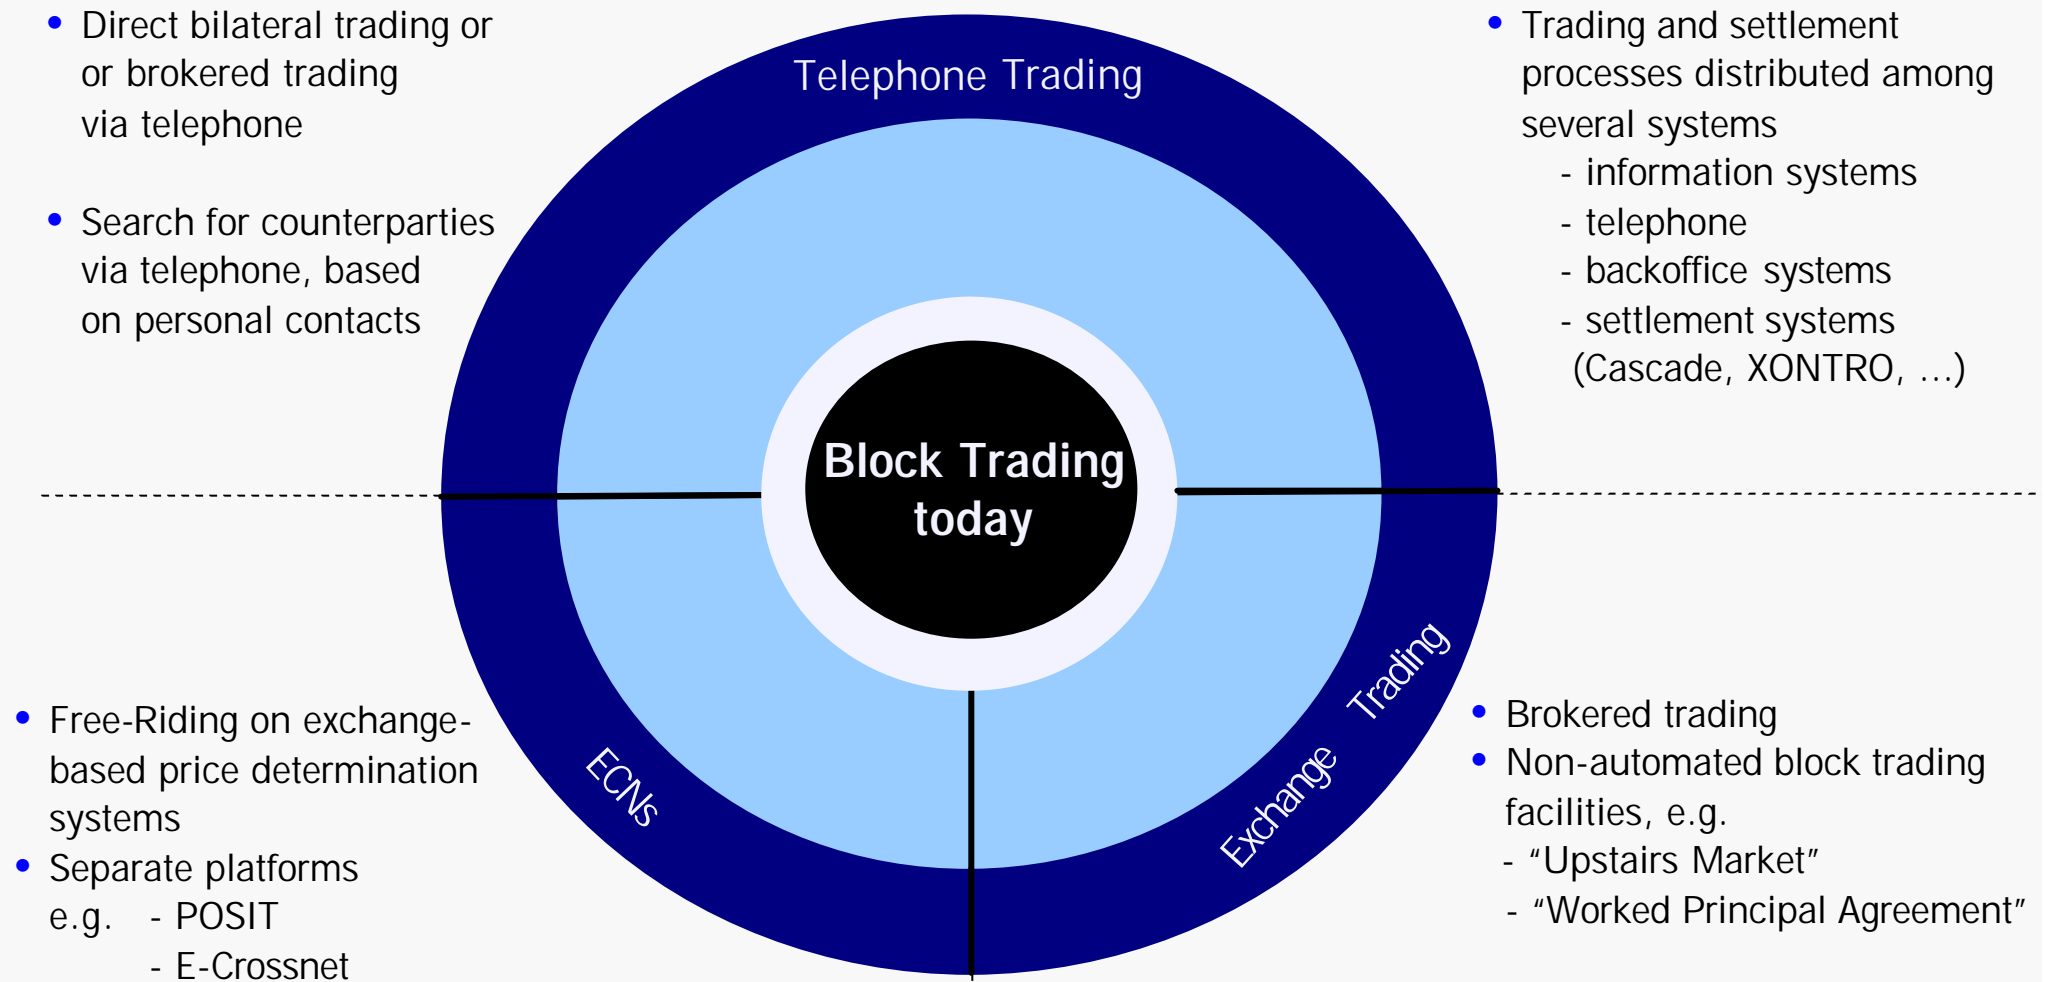 • Direct bilateral trading or
or brokered trading
via telephone
• Search for counterparties
via telephone, based
on personal contacts
Telephone Trading
• Trading and settlement
processes distributed among
several systems
- information systems
- telephone
- backoffice systems
- settlement systems
(Cascade, XONTRO, ...)
Block Trading
today
• Free-Riding on exchange-
based price determination
systems
• Separate platforms
e.g. - POSIT
- E-Crossnet
ECNs
Exchange Trading
• Brokered trading
• Non-automated block trading
facilities, e.g.
- “Upstairs Market”
- “Worked Principal Agreement”